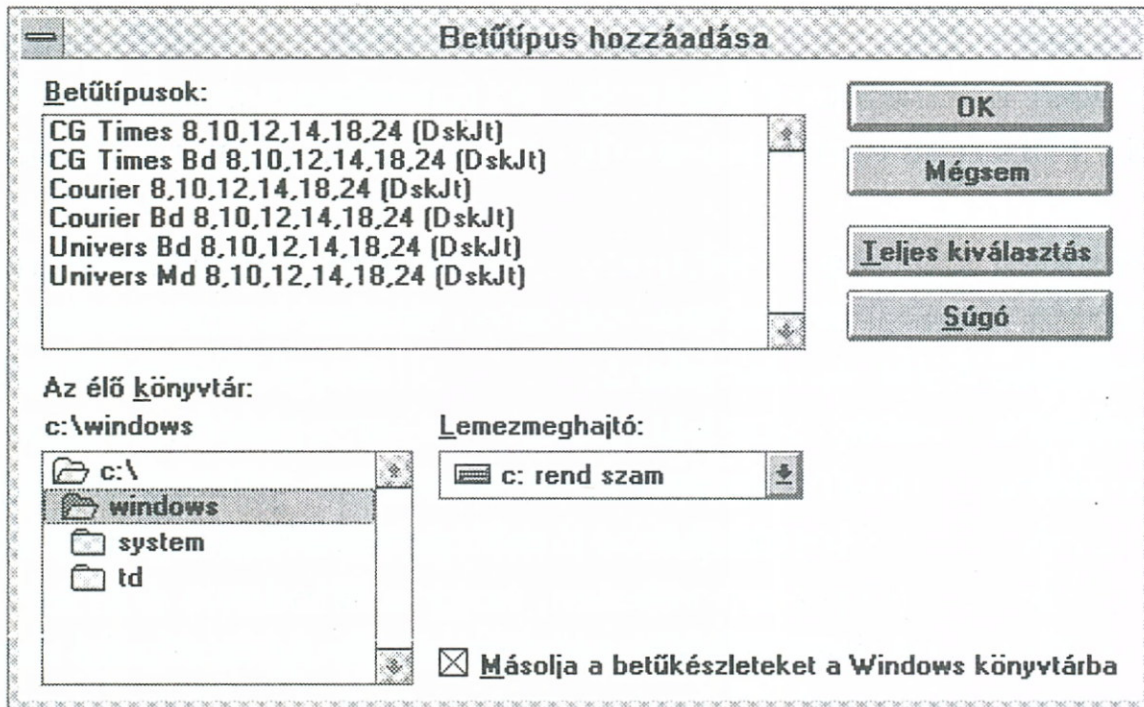 Betűtípus hozzáadása
Betűtípusok:
CG Times 8,10,12,14,18,24 (DskJt)
CG Times Bd 8,10,12,14,18,24 (DskJt)
Courier 8,10,12,14,18,24 (DskJt)
Courier Bd 8,10,12,14,18,24 (DskJt)
Univers Bd 8,10,12,14,18,24 (DskJt)
Univers Md 8,10,12,14,18,24 (DskJt)
OK
Mégsem
Teljes kiválasztás
Súgó
Az élő könyvtár:
c:\windows
c:\
windows
system
td
Lemezmeghajtó:
c: rend szam
Másolja a betűkészleteket a Windows könyvtárba